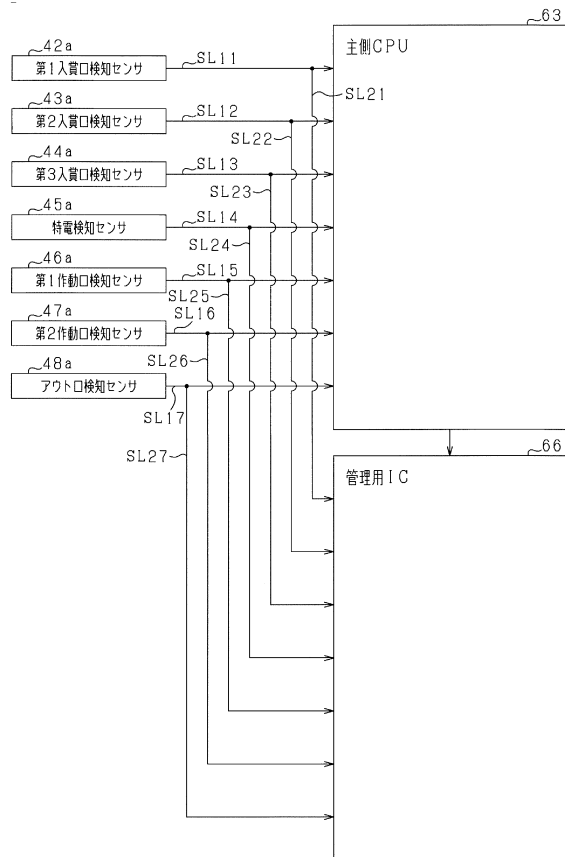 63
主側CPU
42a
第1入賞口検知センサ
SL11
SL21
43a
第2入賞口検知センサ
SL12
SL22
44a
第3入賞口検知センサ
SL13
SL23
45a
特電検知センサ
SL14
SL24
46a
第1作動口検知センサ
SL15
SL25
47a
第2作動口検知センサ
SL16
SL26
48a
アウト口検知センサ
SL17
SL27
66
管理用IC